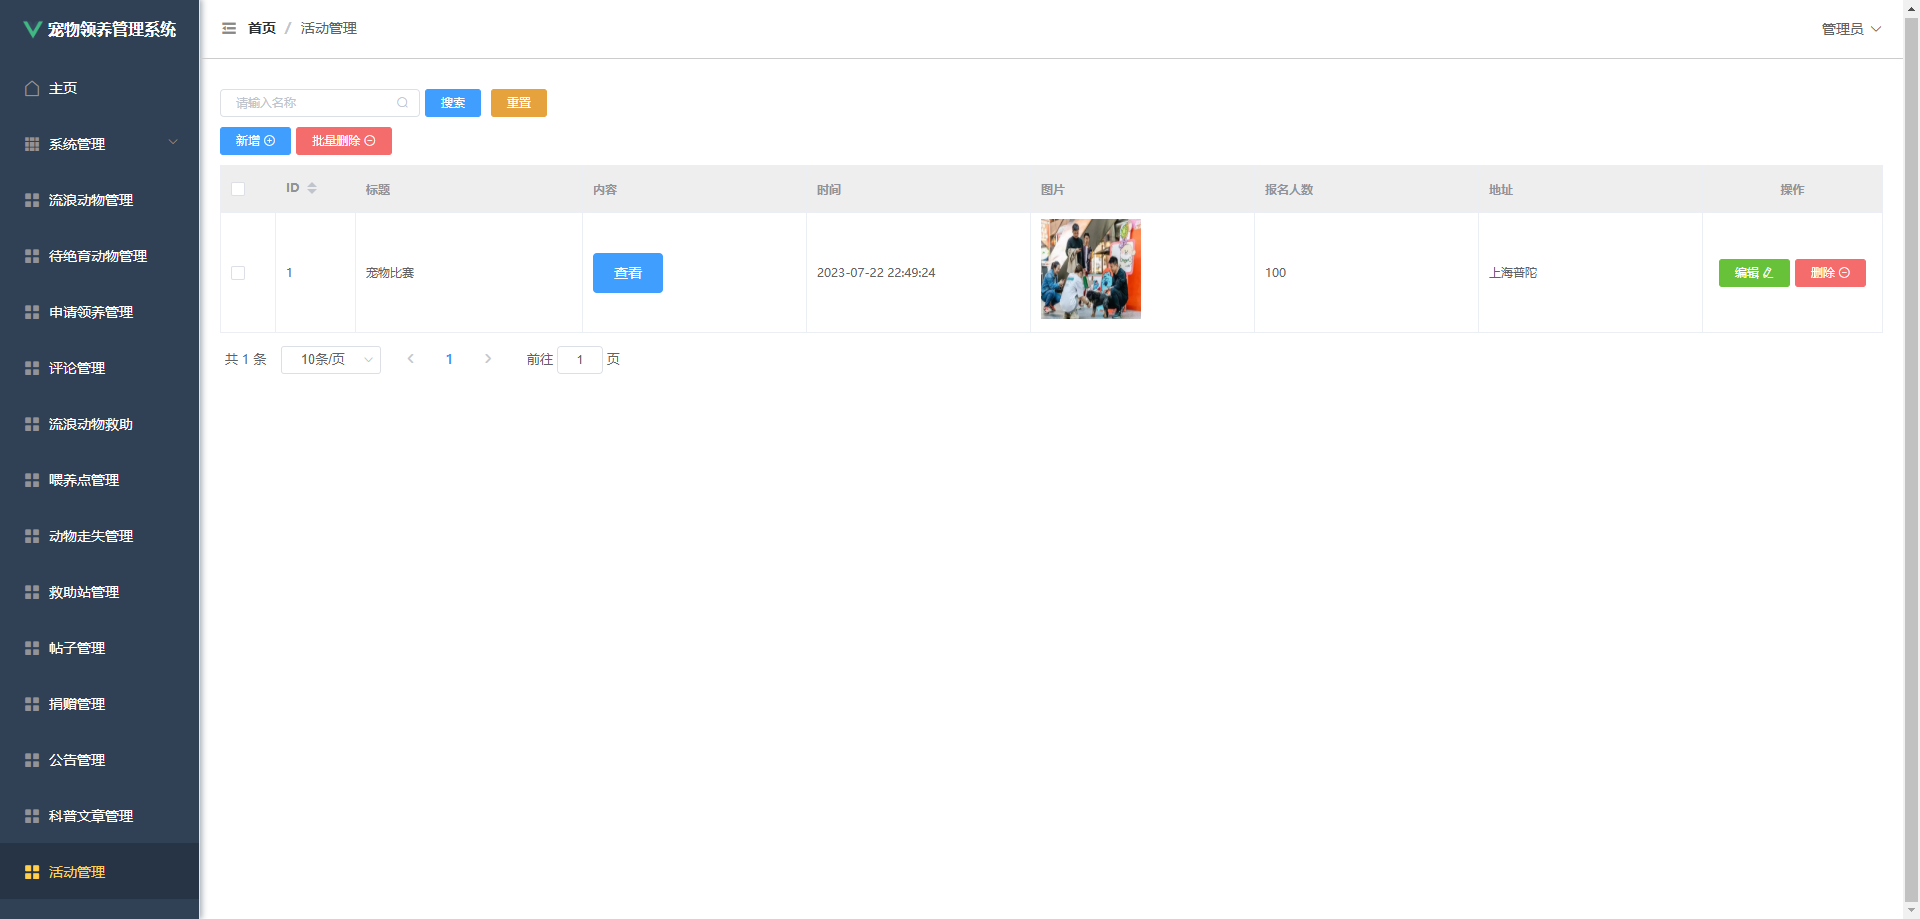 宠物领养管理系统
主页
系统管理
流浪动物管理
待绝育动物管理
申请领养管理
评论管理
流浪动物救助
喂养点管理
动物走失管理
救助站管理
帖子管理
捐赠管理
公告管理
科普文章管理
活动管理
首页 / 活动管理
管理员
请输入名称 搜索 重置
新增 批量删除
ID 标题 内容 时间 图片 报名人数 地址 操作
1 宠物比赛 查看 2023-07-22 22:49:24 100 上海普陀 编辑 删除
共 1 条 10条/页 1 前往 1 页